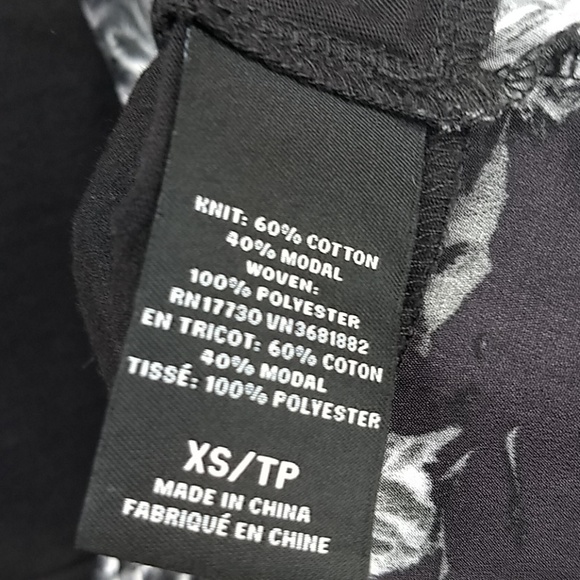 KNIT: 60% COTTON
40% MODAL
WOVEN:
100% POLYESTER
RN17730 VN3681882
EN TRICOT: 60% COTON
40% MODAL
TISSÉ: 100% POLYESTER
XS/TP
MADE IN CHINA
FABRIQUÉ EN CHINE